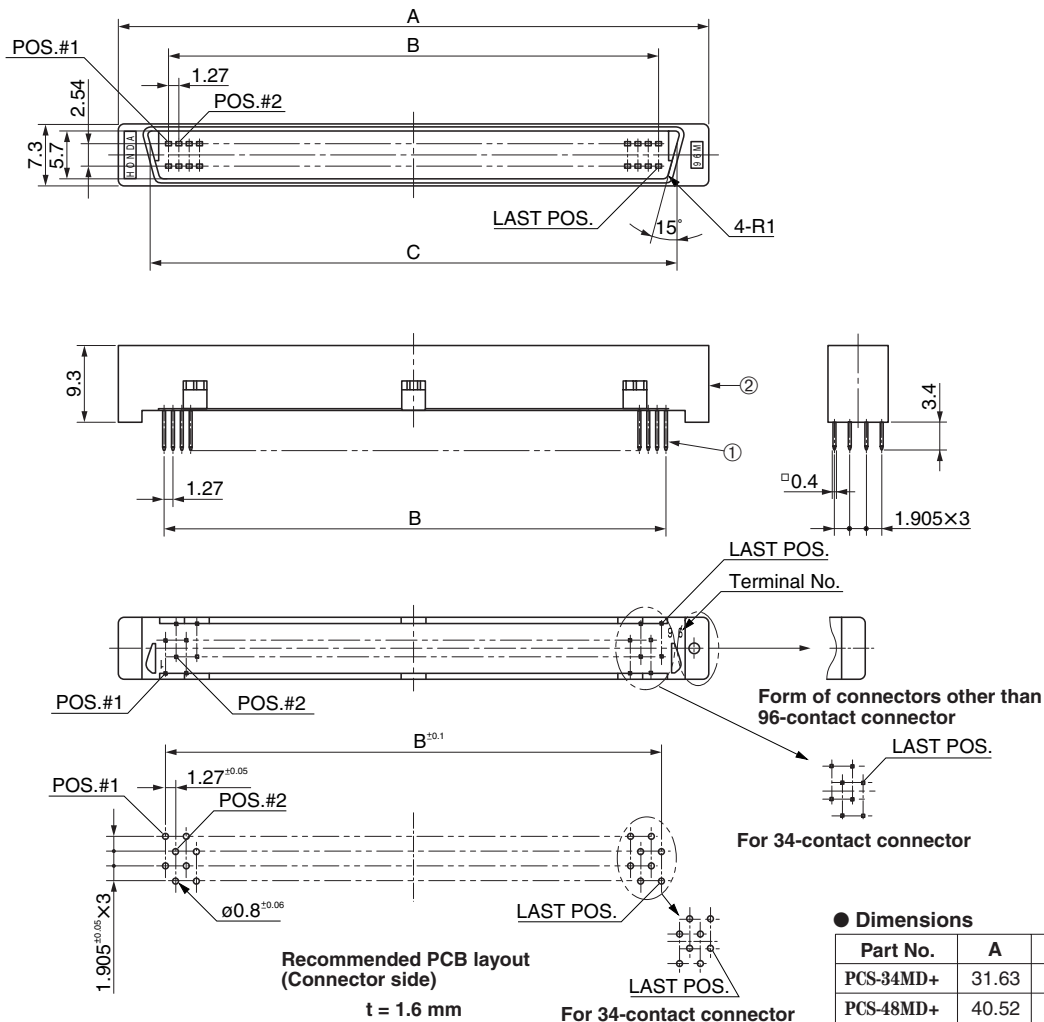 A
B
POS.#1
1.27
POS.#2
2.54
7.3
5.7
HONDA
96M
LAST POS.
15°
4-R1
C
9.3
②
①
3.4
1.27
□0.4
1.905×3
B
LAST POS.
Terminal No.
POS.#1
POS.#2
Form of connectors other than
96-contact connector
LAST POS.
For 34-contact connector
B±0.1
POS.#1
1.27±0.05
POS.#2
1.905±0.05×3
ø0.8±0.06
LAST POS.
Recommended PCB layout
(Connector side)
t = 1.6 mm
LAST POS.
For 34-contact connector
● Dimensions
Part No. A
PCS-34MD+ 31.63
PCS-48MD+ 40.52